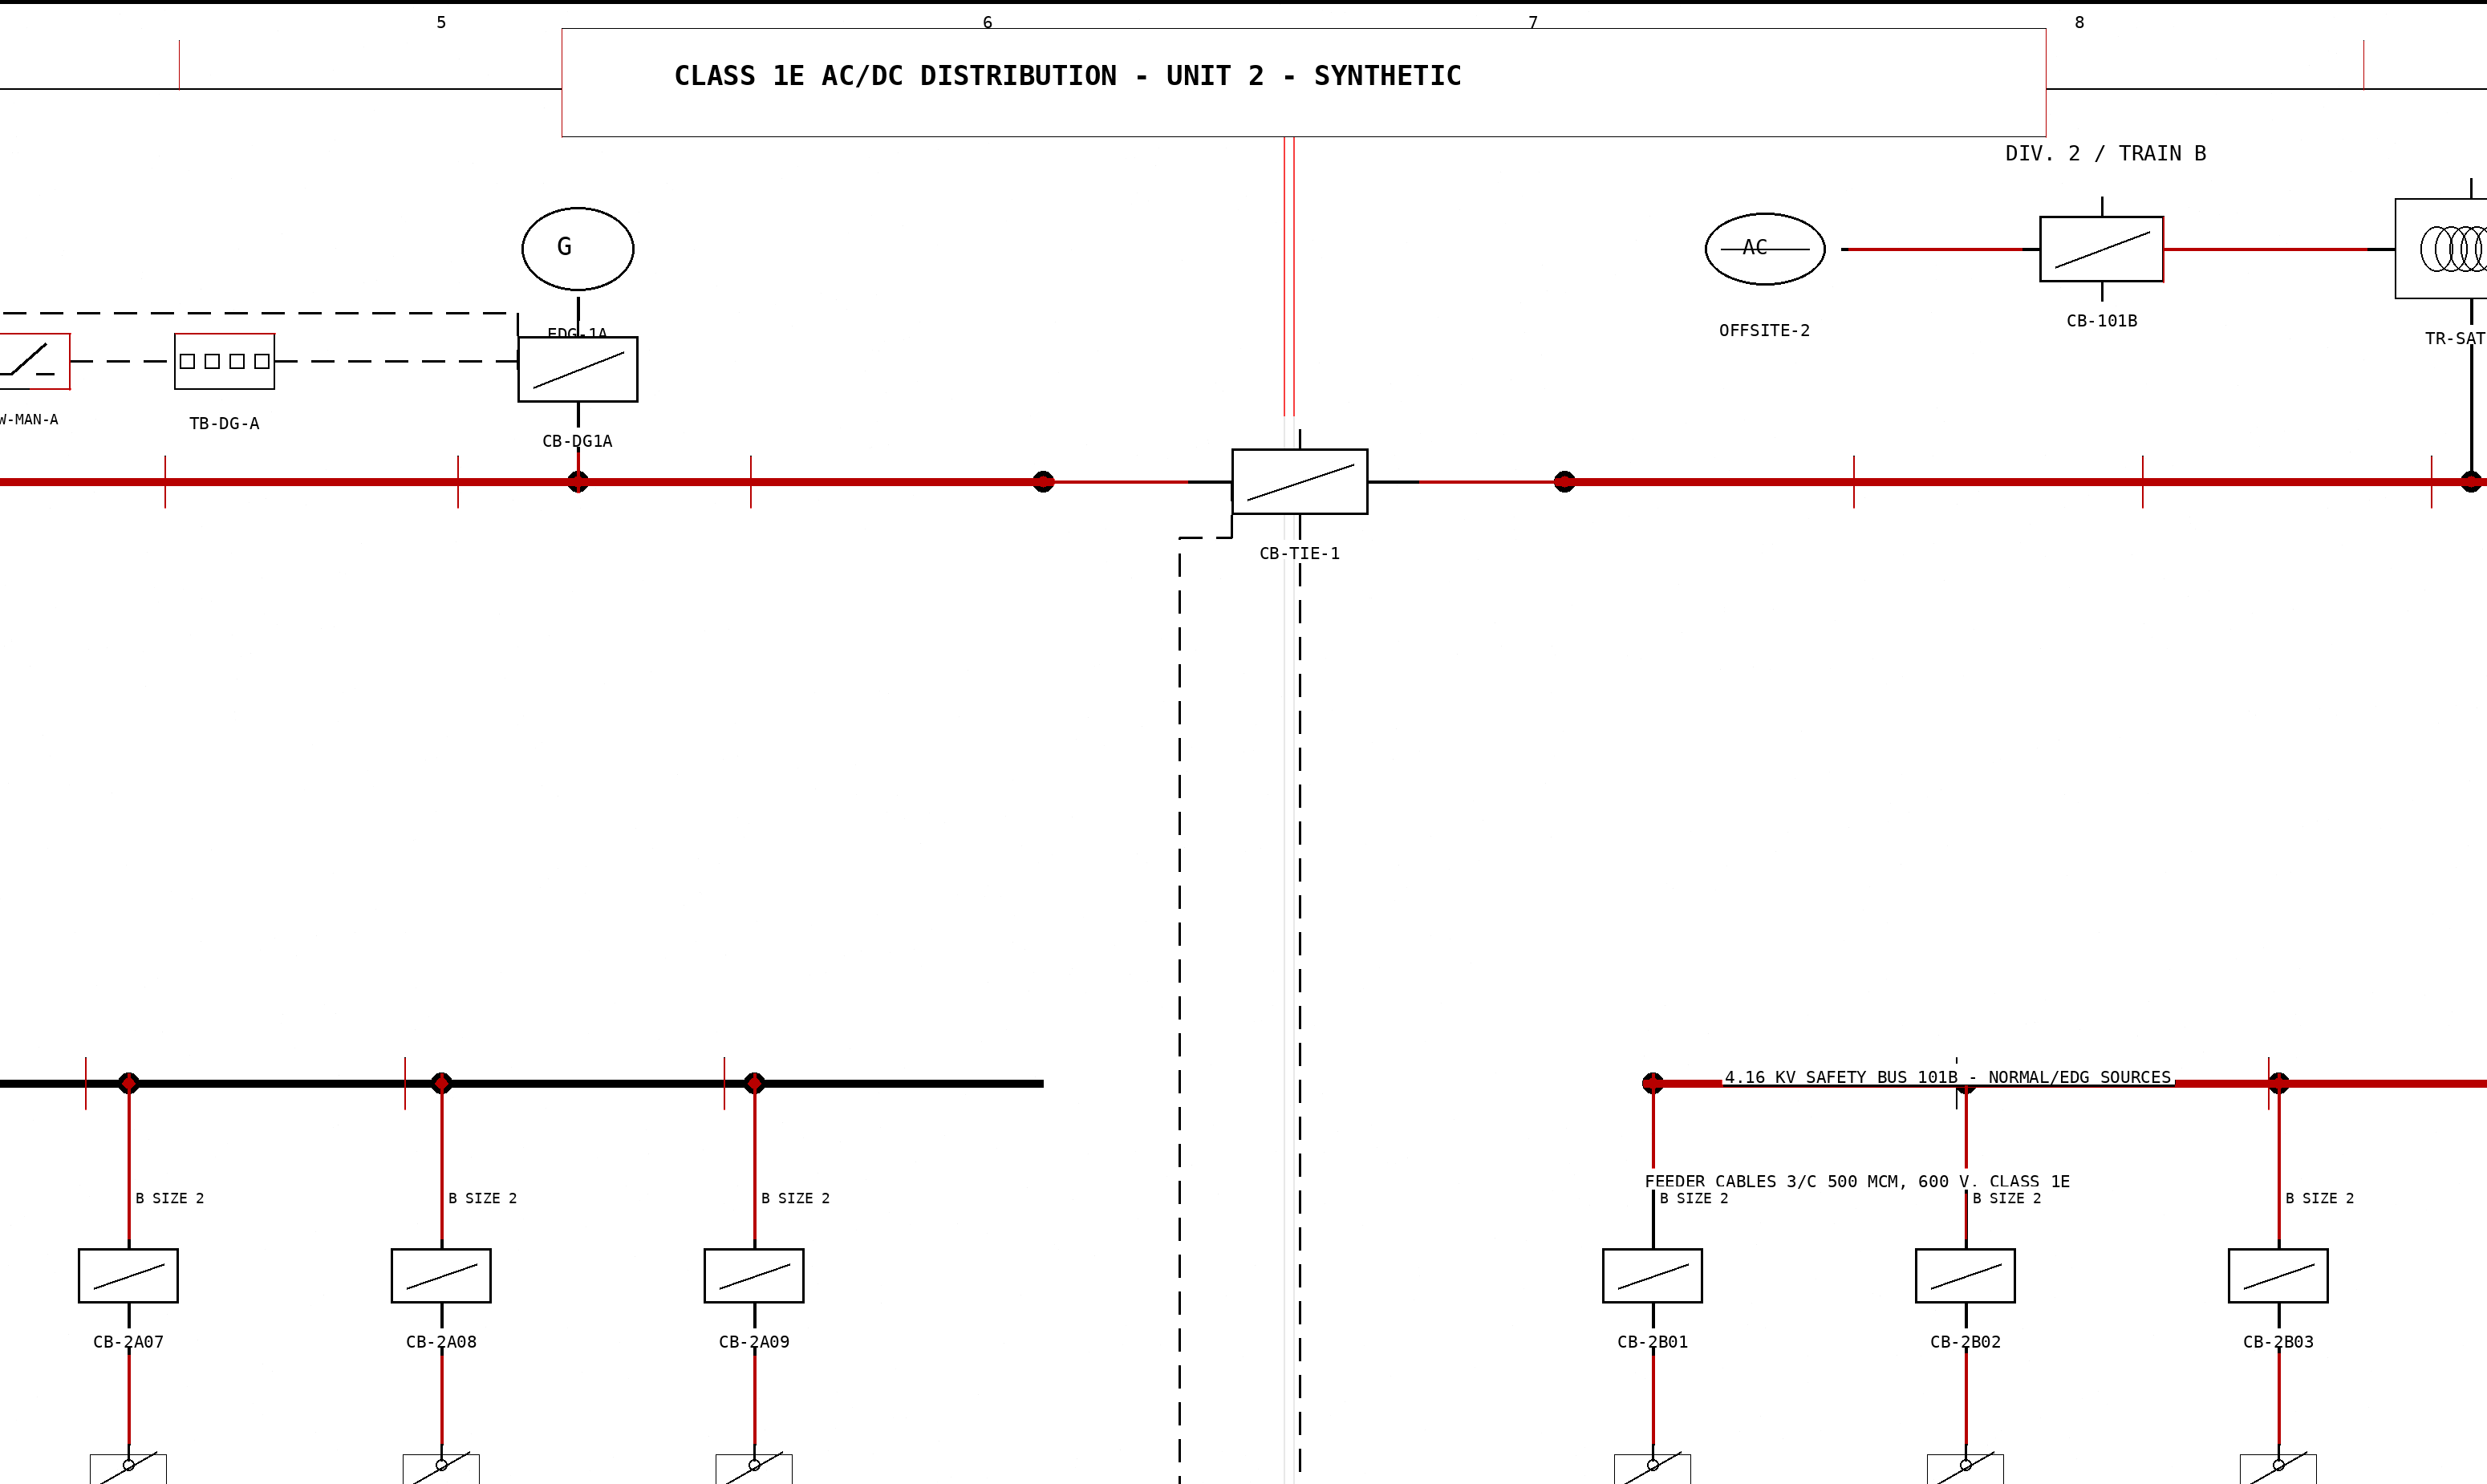 5 6 7 8
CLASS 1E AC/DC DISTRIBUTION - UNIT 2 - SYNTHETIC
DIV. 2 / TRAIN B
G
AC
CB-101B
OFFSITE-2
EDG-1A
TR-SAT
W-MAN-A
TB-DG-A
CB-DG1A
CB-TIE-1
4.16 KV SAFETY BUS 101B - NORMAL/EDG SOURCES
FEEDER CABLES 3/C 500 MCM, 600 V. CLASS 1E
B SIZE 2 B SIZE 2 B SIZE 2 B SIZE 2 B SIZE 2 B SIZE 2
CB-2A07 CB-2A08 CB-2A09 CB-2B01 CB-2B02 CB-2B03